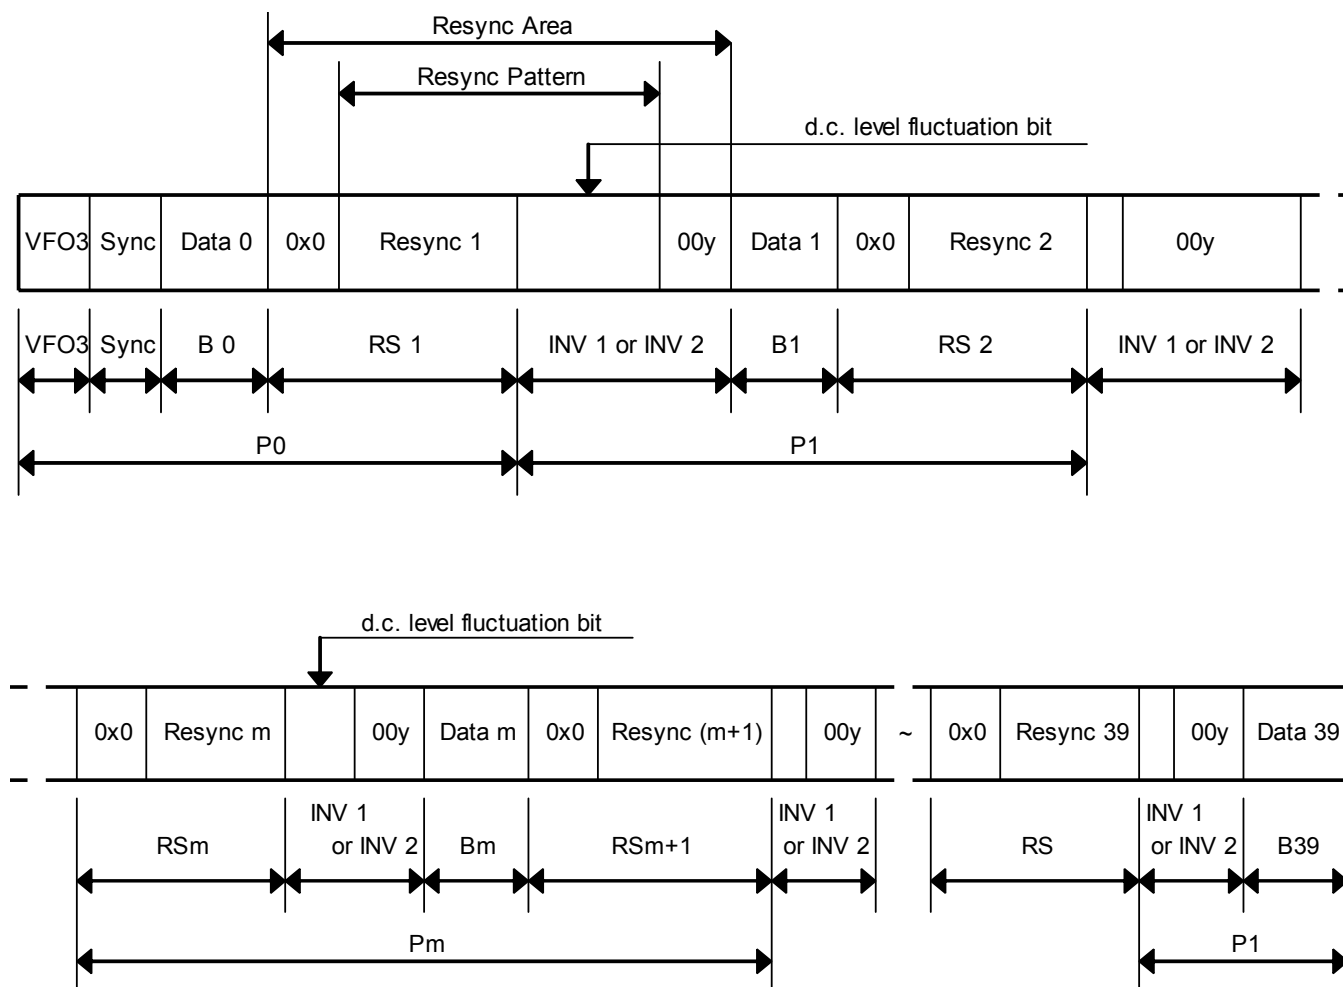 Resync Area
Resync Pattern
d.c. level fluctuation bit
VFO3 Sync Data 0 0x0 Resync 1 00y Data 1 0x0 Resync 2 00y
VFO3 Sync B 0 RS 1 INV 1 or INV 2 B1 RS 2 INV 1 or INV 2
P0 P1
d.c. level fluctuation bit
0x0 Resync m 00y Data m 0x0 Resync (m+1) 00y ~ 0x0 Resync 39 00y Data 39
INV 1 INV 1 INV 1
RSm or INV 2 Bm RSm+1 or INV 2 RS or INV 2 B39
Pm P1